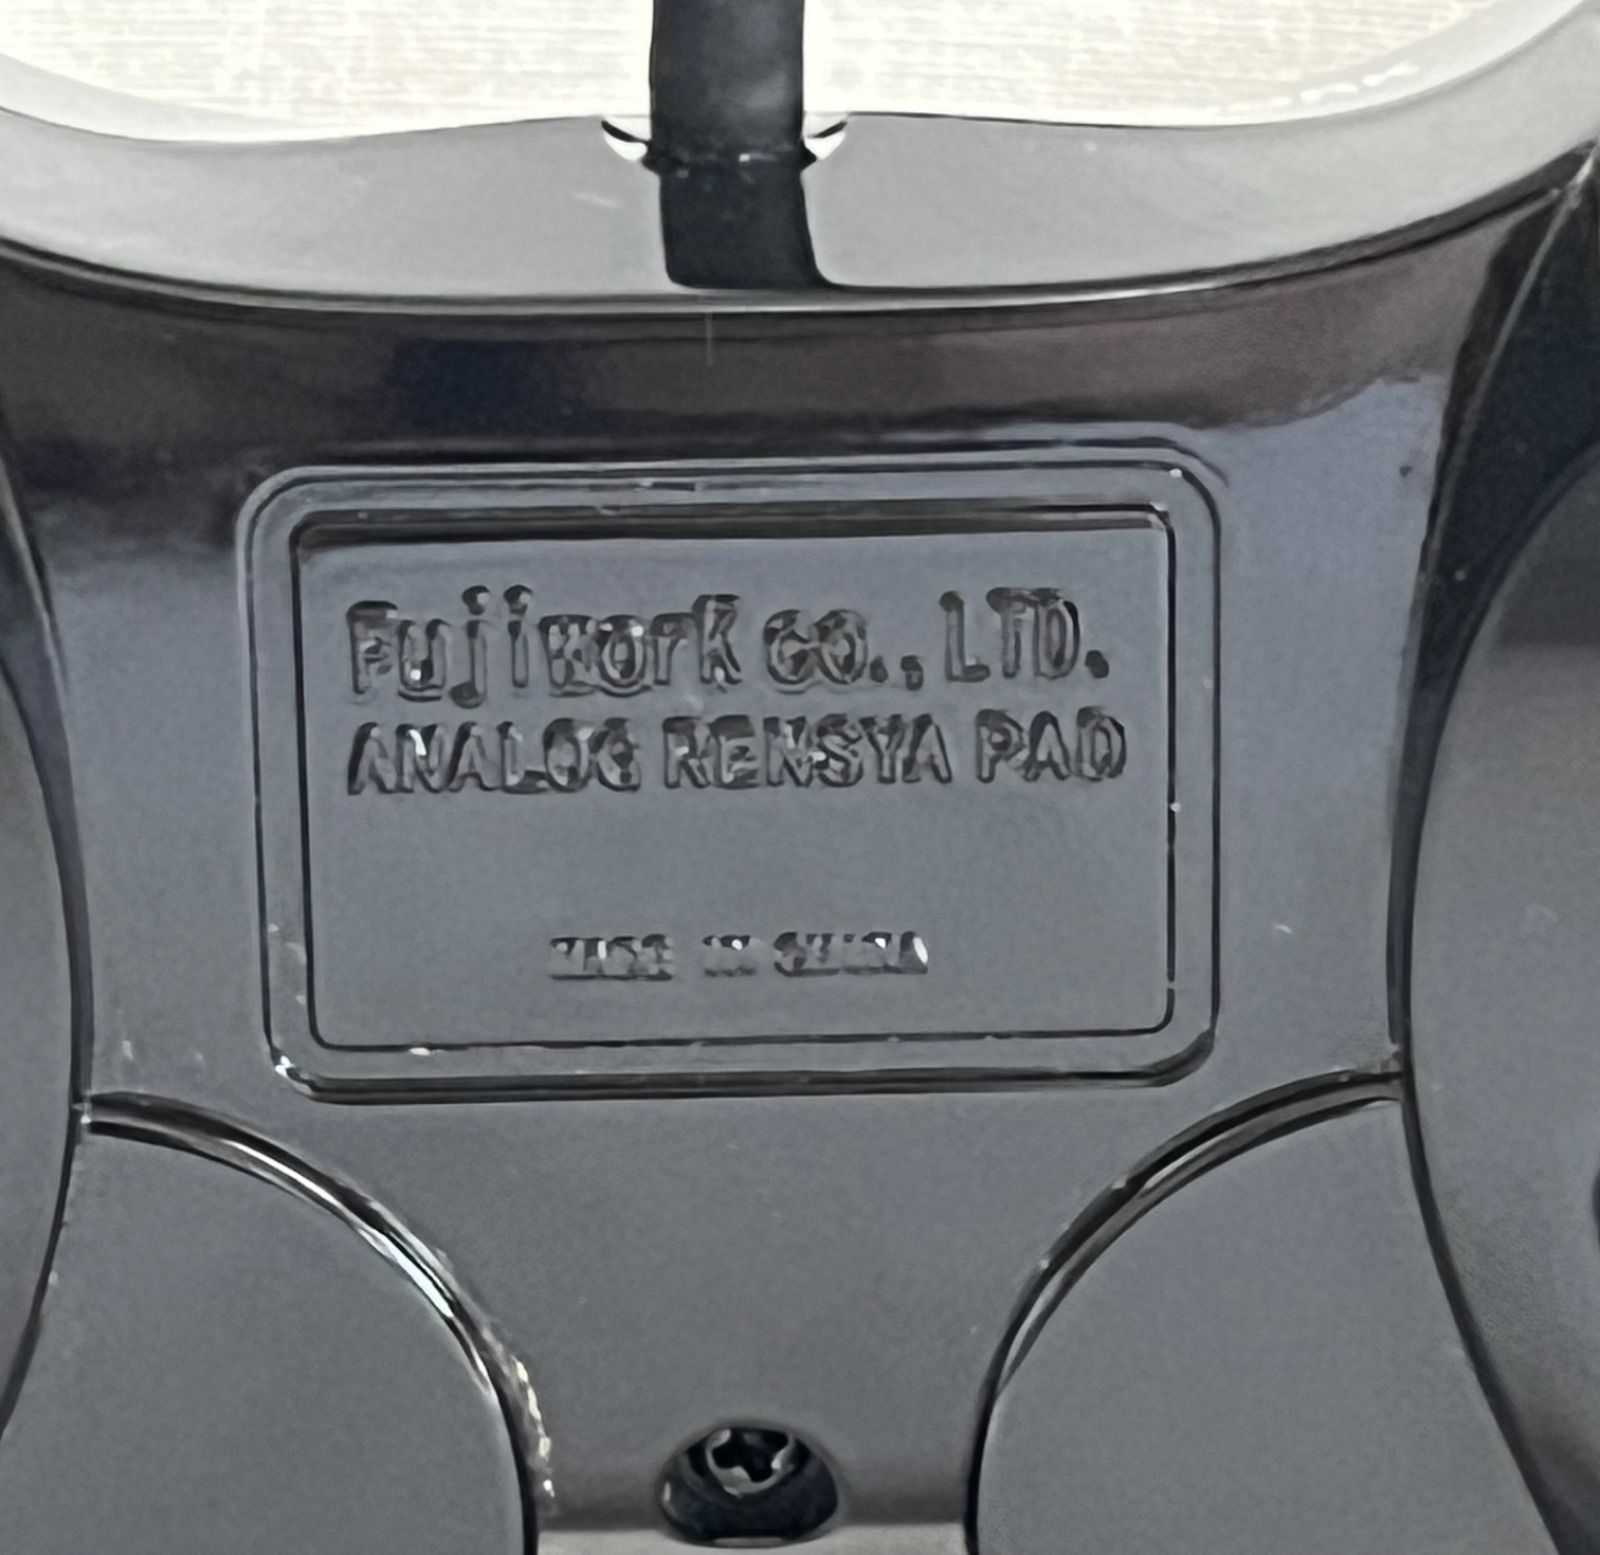 Fujiwork CO., LTD.
ANALOG RENSYA PAD
MADE IN CHINA